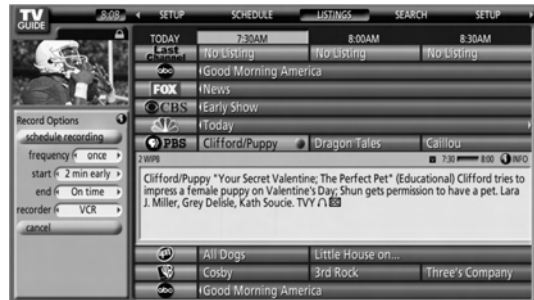 TV
GUIDE
8:08
SETUP SCHEDULE LISTINGS SEARCH SETUP
TODAY 7:30AM 8:00AM 8:30AM
Last
Channel
No Listing No Listing No Listing
abc Good Morning America
FOX News
CBS Early Show
Today
PBS Clifford/Puppy Dragon Tales Caillou
2 WIPB 7:30 8:00 INFO
Clifford/Puppy "Your Secret Valentine; The Perfect Pet" (Educational) Clifford tries to
impress a female puppy on Valentine's Day; Shun gets permission to have a pet. Lara
J. Miller, Grey Delisle, Kath Soucie. TVY
Record Options
schedule recording
frequency once
start 2 min early
end On time
recorder VCR
cancel
All Dogs Little House on...
Cosby 3rd Rock Three's Company
abc Good Morning America